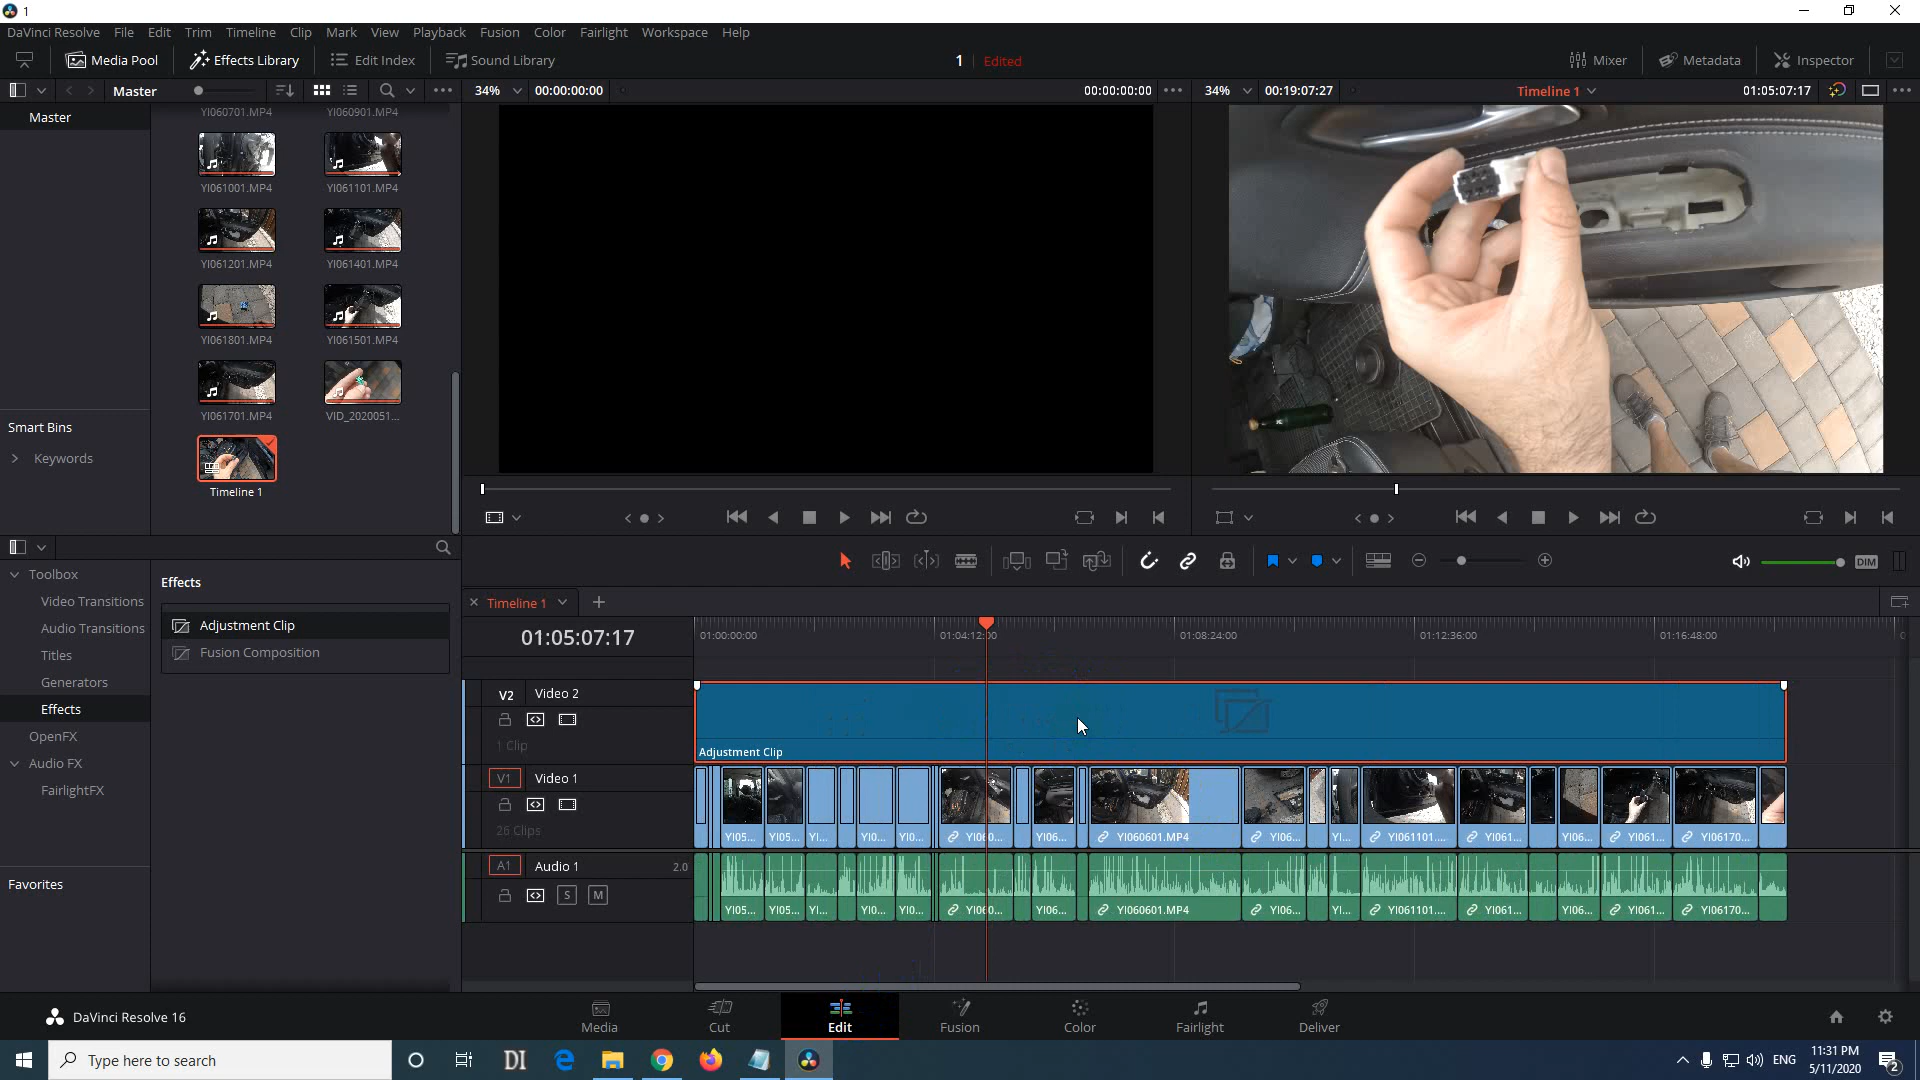 1
DaVinci Resolve File Edit Trim Timeline Clip Mark View Playback Fusion Color Fairlight Workspace Help
Media Pool Effects Library Edit Index Sound Library 1 Edited Mixer Metadata Inspector
Master 34% 00:00:00:00 00:00:00:00 34% 00:19:07:27 Timeline 1 01:05:07:17
Master
YI060701.MP4 YI060901.MP4
YI061001.MP4 YI061101.MP4
YI061201.MP4 YI061401.MP4
YI061801.MP4 YI061501.MP4
YI061701.MP4 VID_2020051...
Smart Bins
Keywords
Timeline 1
Toolbox
Video Transitions
Audio Transitions
Titles
Generators
Effects
OpenFX
Audio FX
FairlightFX
Favorites
Effects
Adjustment Clip
Fusion Composition
DIM
Timeline 1
01:05:07:17 01:00:00:00 01:04:12:00 01:08:24:00 01:12:36:00 01:16:48:00
V2 Video 2
1 Clip
Adjustment Clip
V1 Video 1
26 Clips
YI05... YI05... YI... YI0... YI0... YI060... YI06... YI060601.MP4 YI06... YI... YI061101.... YI061... YI06... YI061... YI06170...
A1 Audio 1 2.0
S M
YI05... YI05... YI... YI0... YI0... YI060... YI06... YI060601.MP4 YI06... YI... YI061101.... YI061... YI06... YI061... YI06170...
DaVinci Resolve 16 Media Cut Edit Fusion Color Fairlight Deliver
Type here to search DI ENG 11:31 PM
5/11/2020 2